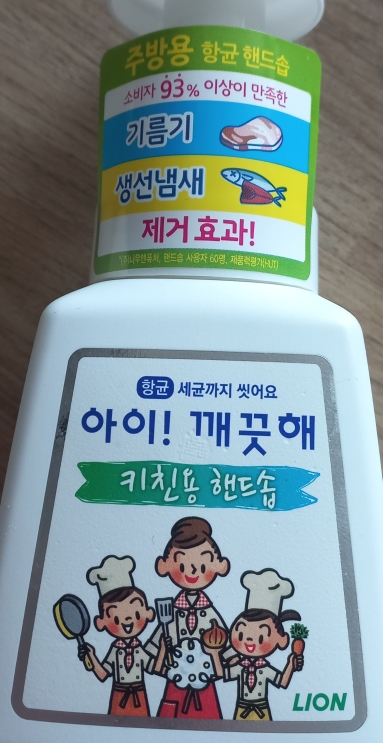 주방용 항균 핸드솝
소비자 93% 이상이 만족한
기름기
생선냄새
제거 효과!
항균 세균까지 씻어요
아이! 깨끗해
키친용 핸드솝
LION